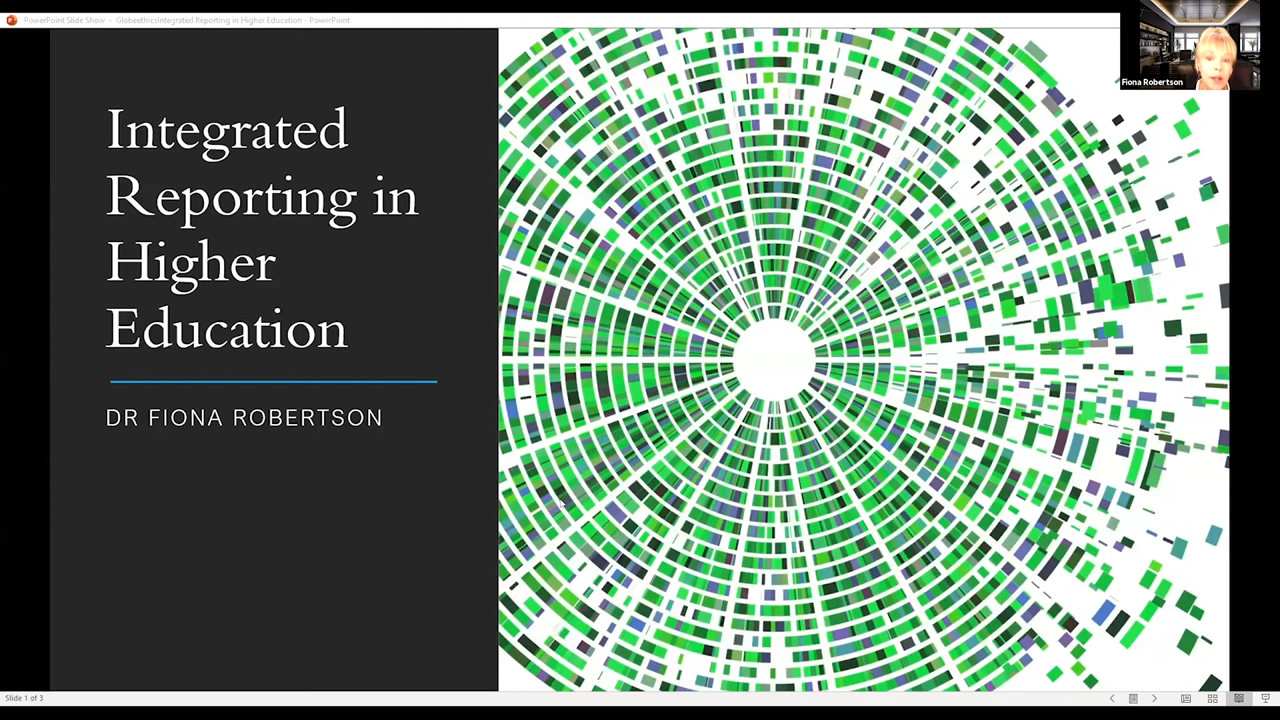 PowerPoint Slide Show - GlobeethicsIntegrated Reporting in Higher Education - PowerPoint
Fiona Robertson
Integrated
Reporting in
Higher
Education
DR FIONA ROBERTSON
Slide 1 of 3